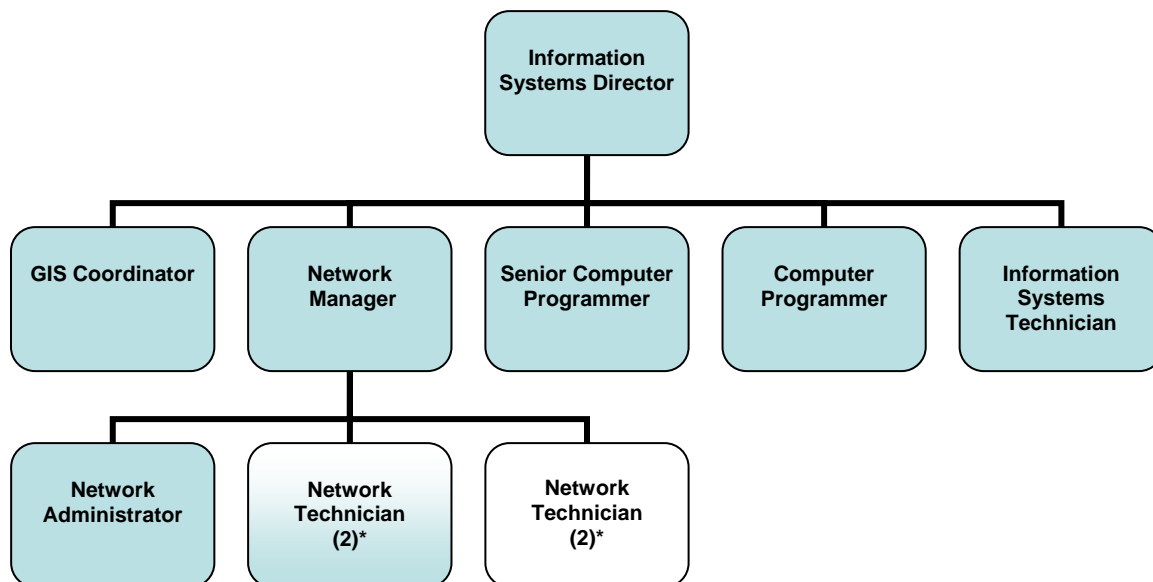 Information
Systems Director
GIS Coordinator
Network
Manager
Senior Computer
Programmer
Computer
Programmer
Information
Systems
Technician
Network
Administrator
Network
Technician
(2)*
Network
Technician
(2)*